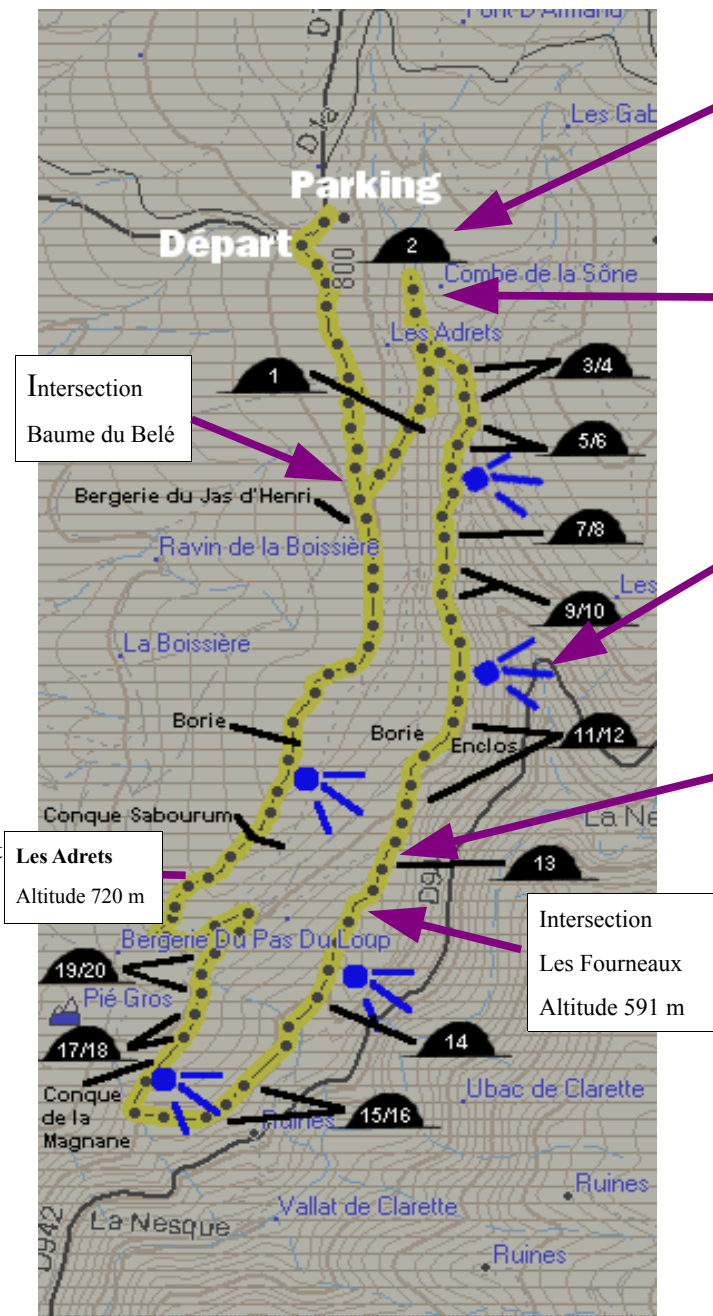 Font D'Armand
D 1a
Les Gab
Parking
Départ
800
2
Combe de la Sône
Les Adrets
3/4
1
Intersection
Baume du Belé
5/6
Bergerie du Jas d'Henri
7/8
Ravin de la Boissière
Les
9/10
La Boissière
Borie
Borie
Enclos
11/12
Conque Sabourum
La Ne
Les Adrets
Altitude 720 m
13
D9
Intersection
Les Fourneaux
Altitude 591 m
Bergerie Du Pas Du Loup
19/20
Pié Gros
17/18
14
Conque
de la
Magnane
Ubac de Clarette
15/16
Ruines
Ruines
Vallat de Clarette
La Nesque
D942
Ruines